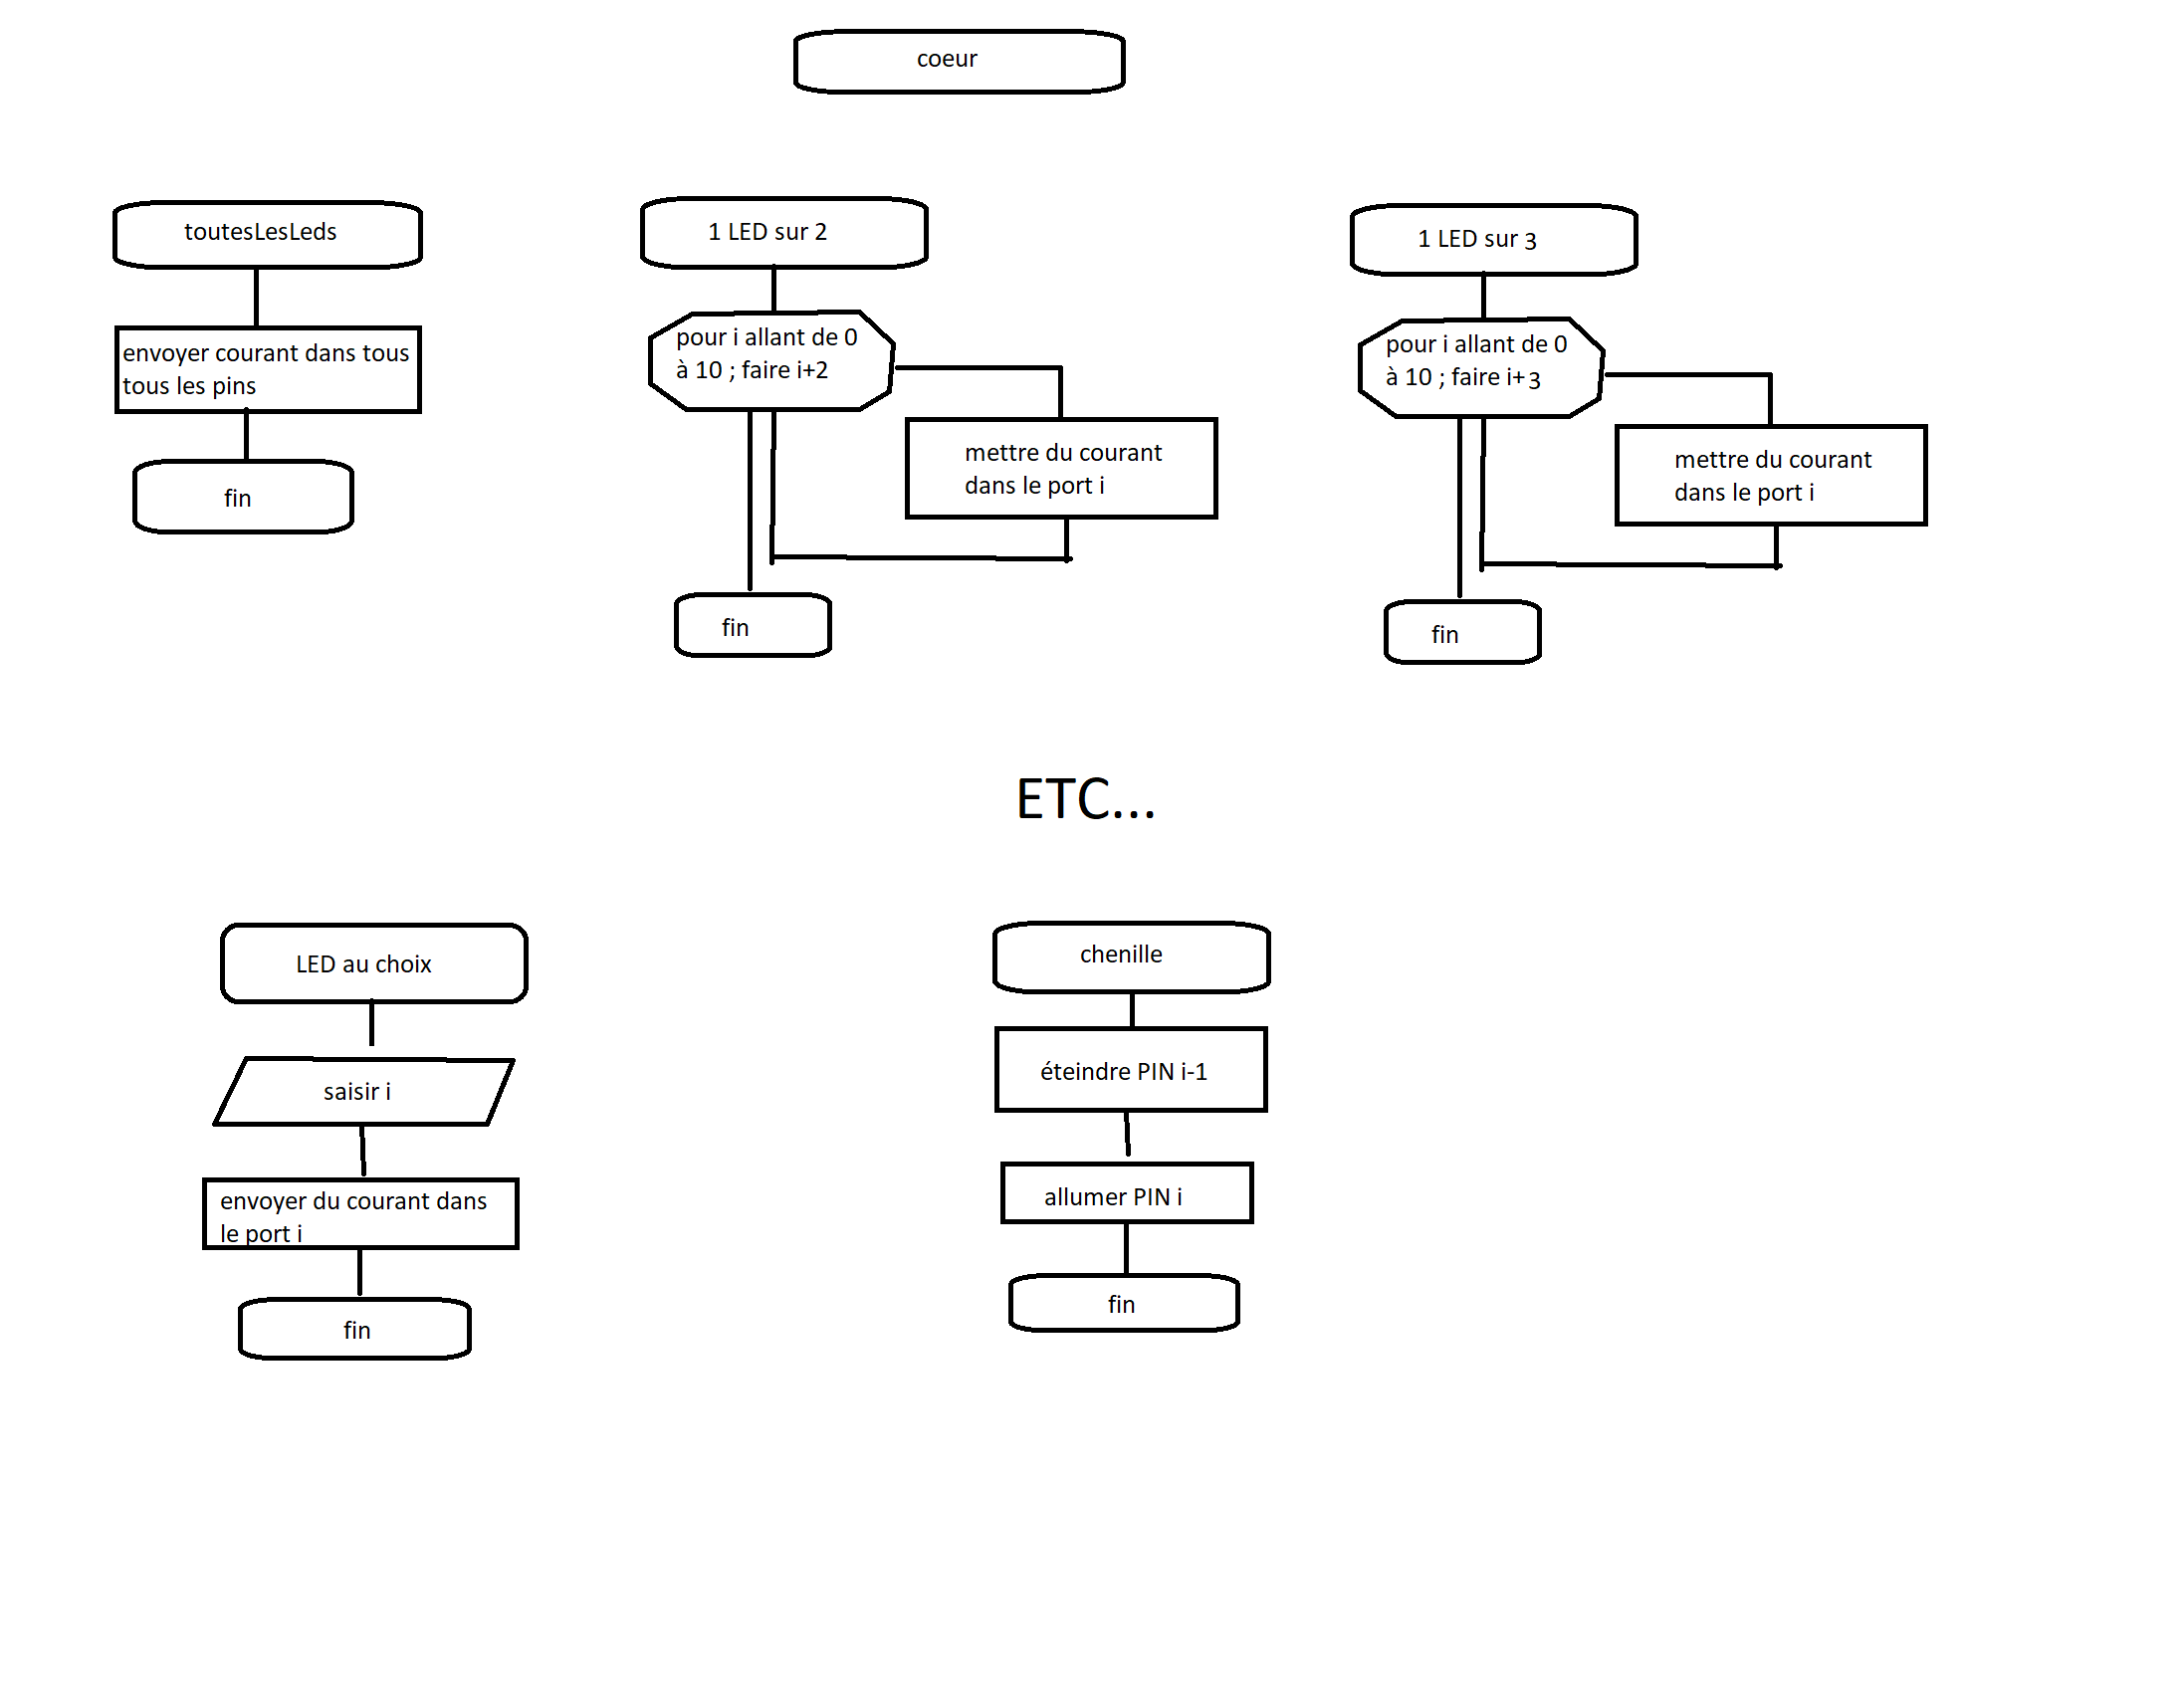 coeur
toutesLesLeds
envoyer courant dans tous
tous les pins
fin
1 LED sur 2
pour i allant de 0
à 10 ; faire i+2
mettre du courant
dans le port i
fin
1 LED sur 3
pour i allant de 0
à 10 ; faire i+3
mettre du courant
dans le port i
fin
ETC...
LED au choix
saisir i
envoyer du courant dans
le port i
fin
chenille
éteindre PIN i-1
allumer PIN i
fin